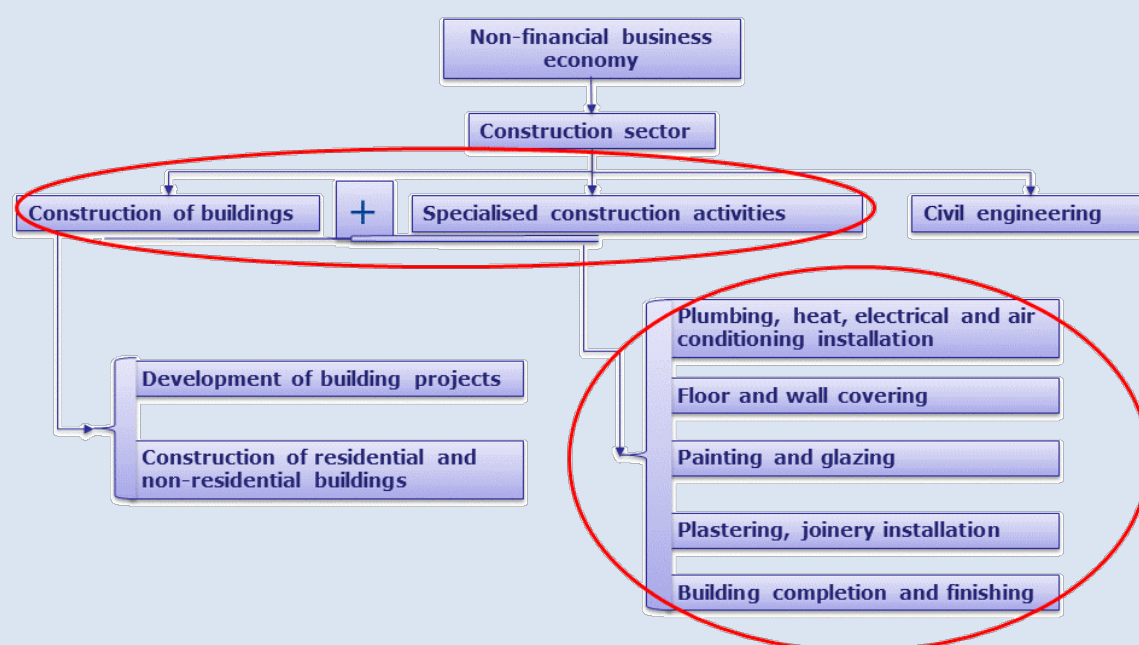 Non-financial business
economy
Construction sector
Construction of buildings
+
Specialised construction activities
Civil engineering
Plumbing, heat, electrical and air
conditioning installation
Development of building projects
Floor and wall covering
Construction of residential and
non-residential buildings
Painting and glazing
Plastering, joinery installation
Building completion and finishing